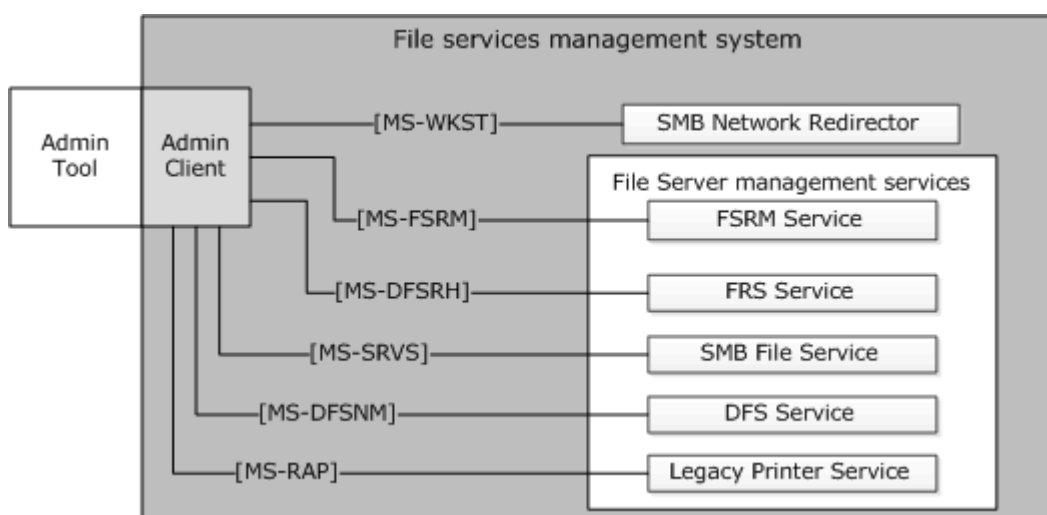 File services management system
Admin
Tool
Admin
Client
[MS-WKST]
SMB Network Redirector
File Server management services
[MS-FSRM]
FSRM Service
[MS-DFSRH]
FRS Service
[MS-SRVS]
SMB File Service
[MS-DFSNM]
DFS Service
[MS-RAP]
Legacy Printer Service